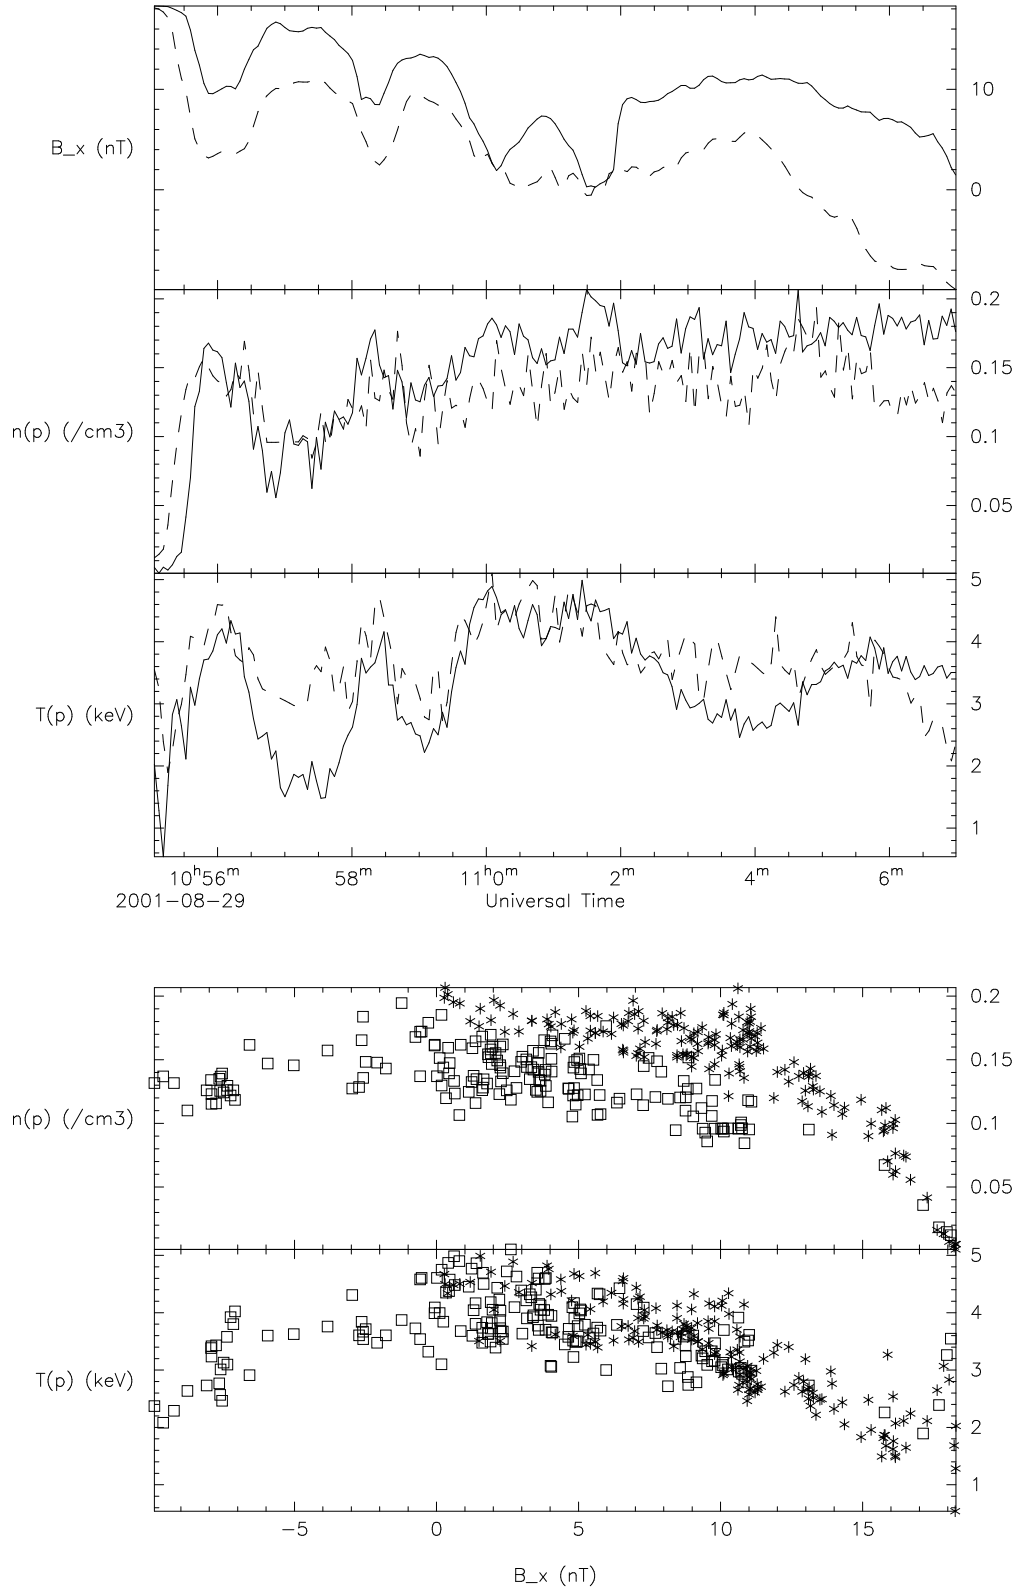 10
B_x (nT)
0
0.2
0.15
n(p) (/cm3)
0.1
0.05
5
4
3
T(p) (keV)
2
1
10h56m 58m 11h0m 2m 4m 6m
2001-08-29 Universal Time
0.2
0.15
n(p) (/cm3)
0.1
0.05
5
4
3
T(p) (keV)
2
1
-5 0 5 10 15
B_x (nT)